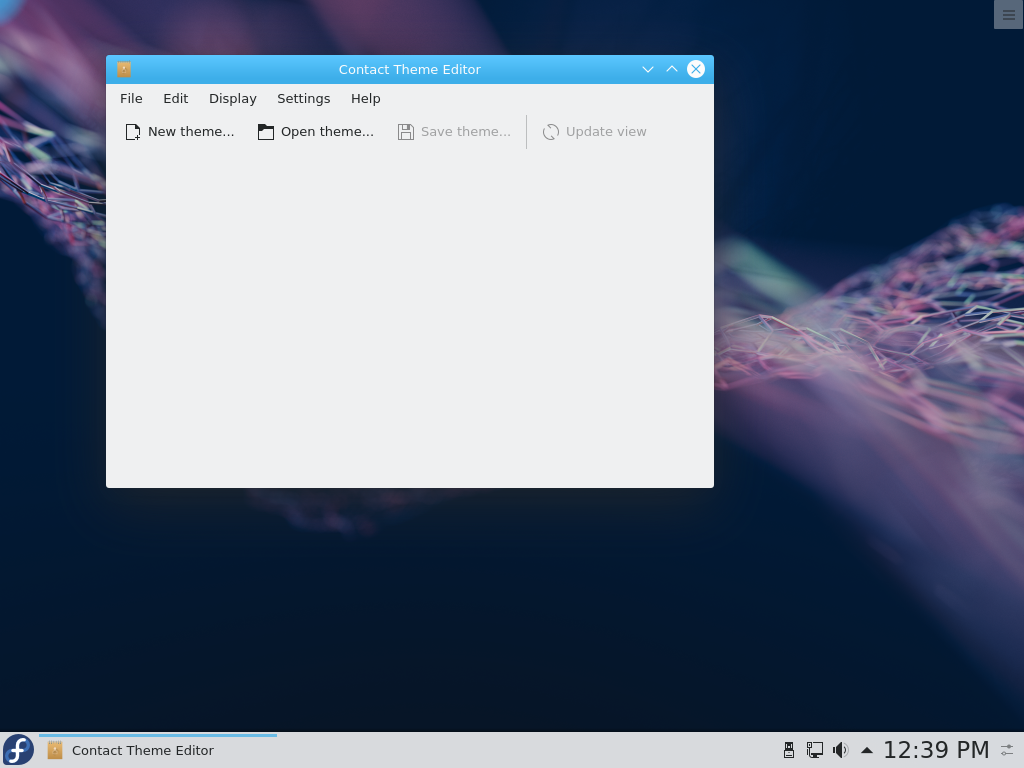 Contact Theme Editor
File Edit Display Settings Help
New theme... Open theme... Save theme... Update view
Contact Theme Editor 12:39 PM